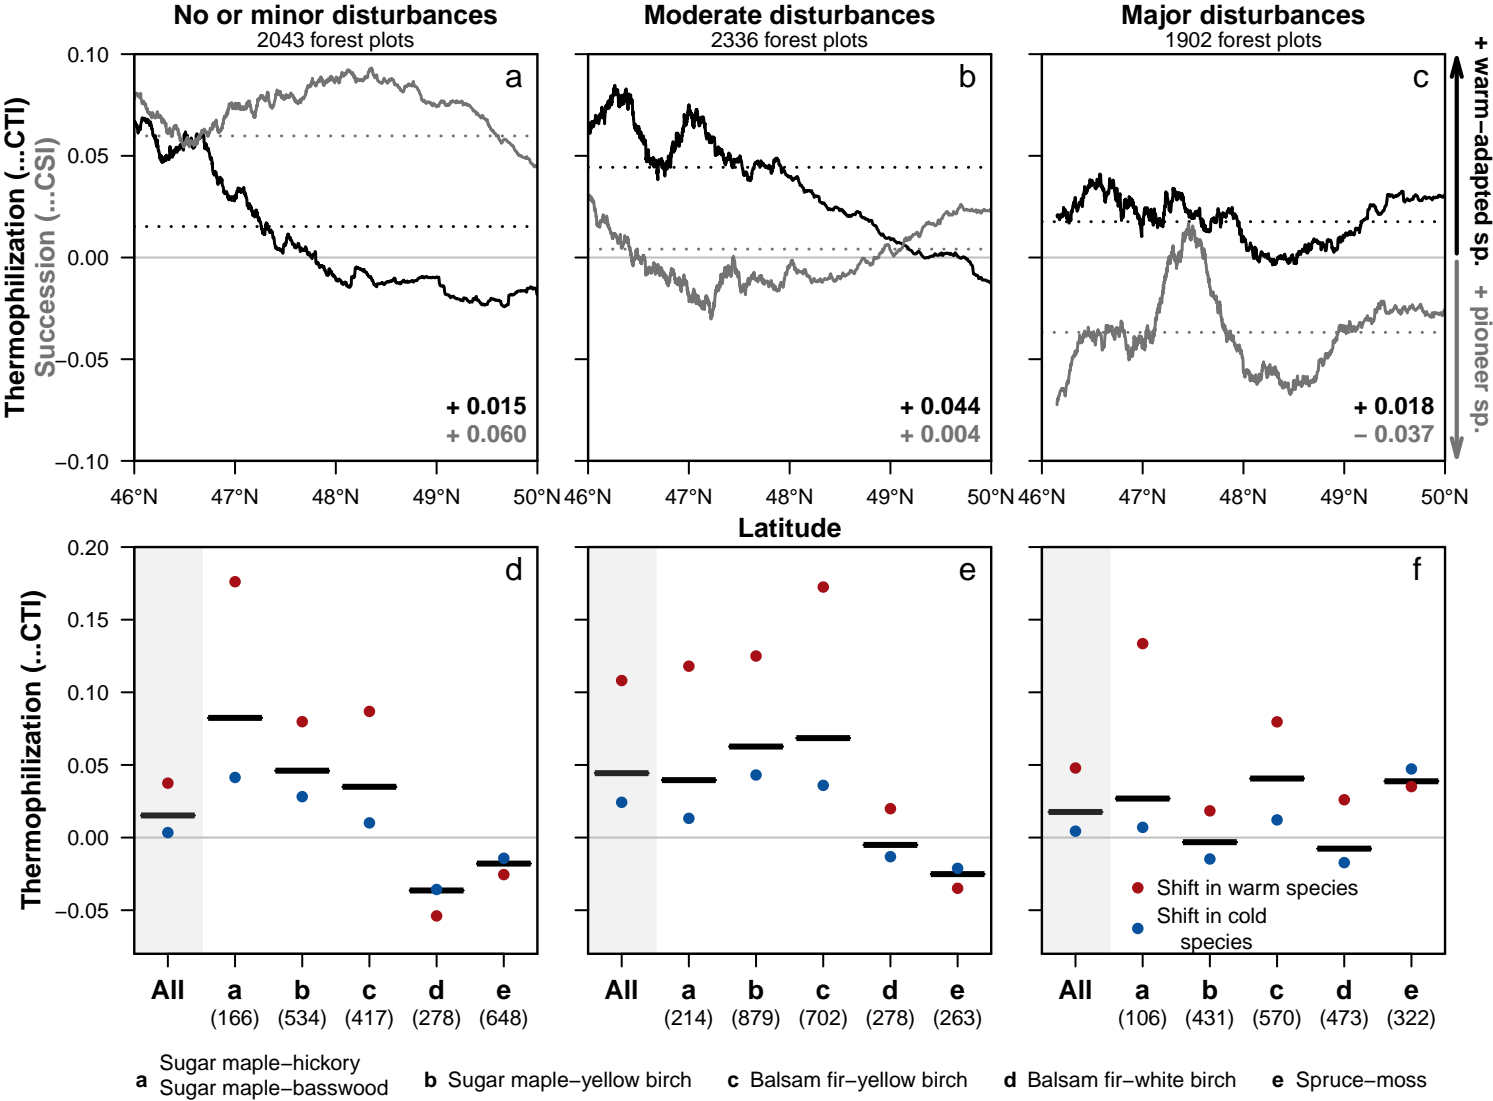 No or minor disturbances
2043 forest plots
Moderate disturbances
2336 forest plots
Major disturbances
1902 forest plots
Thermophilization (...CTI)
Succession (...CSI)
0.10
0.05
0.00
−0.05
−0.10
a
+ 0.015
+ 0.060
46°N 47°N 48°N 49°N 50°N
b
+ 0.044
+ 0.004
46°N 47°N 48°N 49°N 50°N
c
+ 0.018
− 0.037
46°N 47°N 48°N 49°N 50°N
+ warm−adapted sp.
+ pioneer sp.
Latitude
Thermophilization (...CTI)
0.20
0.15
0.10
0.05
0.00
−0.05
d
e
f
Shift in warm species
Shift in cold
species
All a b c d e
(166) (534) (417) (278) (648)
All a b c d e
(214) (879) (702) (278) (263)
All a b c d e
(106) (431) (570) (473) (322)
a Sugar maple−hickory
Sugar maple−basswood
b Sugar maple−yellow birch
c Balsam fir−yellow birch
d Balsam fir−white birch
e Spruce−moss